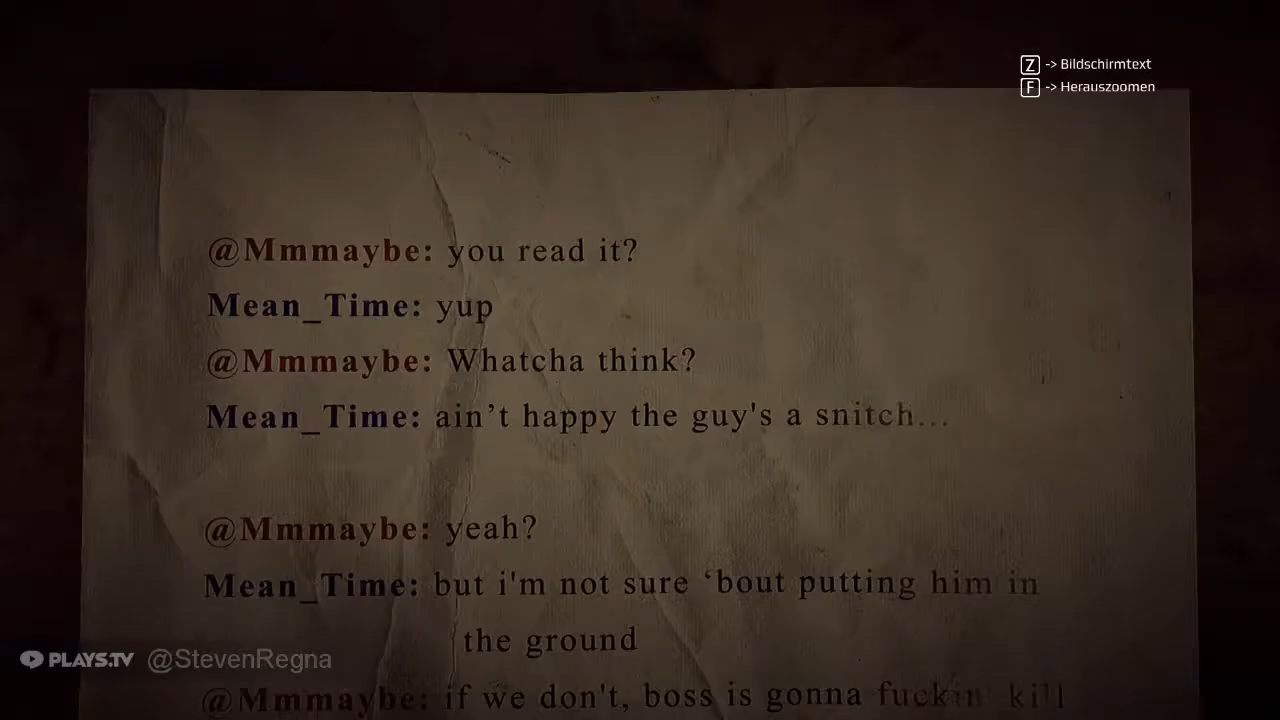 Z -> Bildschirmtext
F -> Herauszoomen
@Mmmaybe: you read it?
Mean_Time: yup
@Mmmaybe: Whatcha think?
Mean_Time: ain’t happy the guy's a snitch...
@Mmmaybe: yeah?
Mean_Time: but i'm not sure ‘bout putting him in
the ground
@Mmmaybe: if we don't, boss is gonna fuckin' kill
PLAYS.TV @StevenRegna